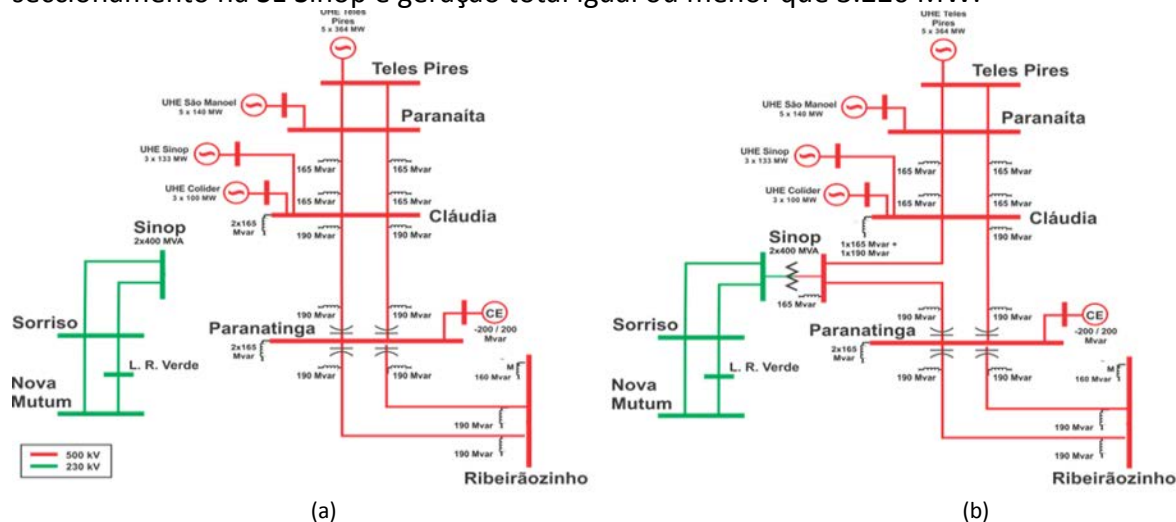 seccionamento na SE Sinop e geração total igual ou menor que 3.220 MW.
UHE Teles
Pires
5 x 364 MW
Teles Pires
UHE São Manoel
5 x 140 MW
Paranaíta
UHE Sinop
3 x 133 MW
165 Mvar
165 Mvar
UHE Colíder
3 x 100 MW
165 Mvar
165 Mvar
Cláudia
2x165
Mvar
190 Mvar
190 Mvar
Sinop
2x400 MVA
190 Mvar
190 Mvar
CE
-200 / 200
Mvar
Sorriso
Paranatinga
2x165
Mvar
190 Mvar
190 Mvar
L. R. Verde
M
160 Mvar
Nova
Mutum
190 Mvar
190 Mvar
500 kV
230 kV
Ribeirãozinho
(a)
UHE Teles
Pires
5 x 364 MW
Teles Pires
UHE São Manoel
5 x 140 MW
Paranaíta
UHE Sinop
3 x 133 MW
165 Mvar
165 Mvar
UHE Colíder
3 x 100 MW
165 Mvar
165 Mvar
Cláudia
1x165 Mvar +
1x190 Mvar
190 Mvar
Sinop
2x400 MVA
165 Mvar
190 Mvar
190 Mvar
CE
-200 / 200
Mvar
Sorriso
Paranatinga
2x165
Mvar
190 Mvar
190 Mvar
L. R. Verde
M
160 Mvar
Nova
Mutum
190 Mvar
190 Mvar
Ribeirãozinho
(b)